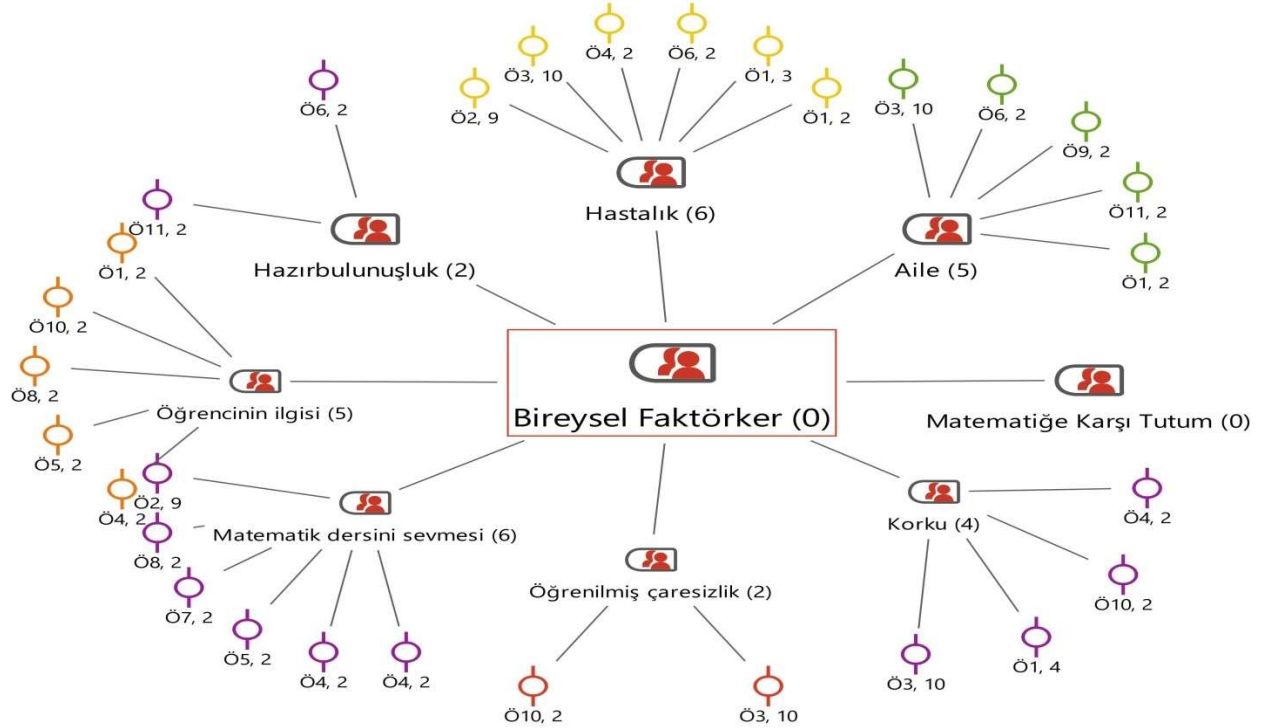 Ö4, 2
Ö6, 2
Ö3, 10
Ö1, 3
Ö6, 2
Ö2, 9
Ö1, 2
Ö3, 10
Ö6, 2
Ö9, 2
Hastalık (6)
Ö11, 2
Ö11, 2
Hazırbulunuşluk (2)
Aile (5)
Ö1, 2
Ö1, 2
Ö10, 2
Ö8, 2
Öğrencinin ilgisi (5)
Bireysel Faktörker (0)
Matematiğe Karşı Tutum (0)
Ö5, 2
Ö4, 2
Ö2, 9
Matematik dersini sevmesi (6)
Korku (4)
Ö4, 2
Ö8, 2
Öğrenilmiş çaresizlik (2)
Ö7, 2
Ö10, 2
Ö5, 2
Ö4, 2
Ö4, 2
Ö1, 4
Ö3, 10
Ö10, 2
Ö3, 10